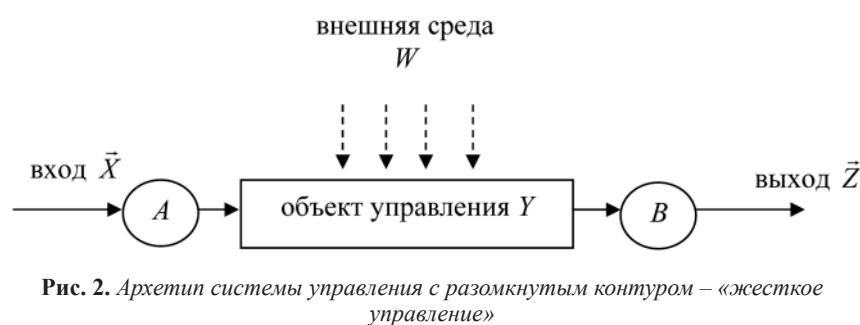 внешняя среда
W
вход X⃗
A
объект управления Y
B
выход Z⃗
Рис. 2. Архетип системы управления с разомкнутым контуром – «жесткое
управление»